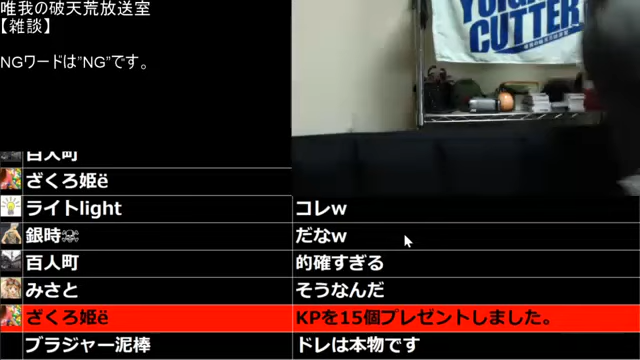 唯我の破天荒放送室
【雑談】
NGワードは”NG”です。
CUTTER
百人町
ざくろ姫ё
ライトlight コレw
銀時☠ だなw
百人町 的確すぎる
みさと そうなんだ
ざくろ姫ё KPを15個プレゼントしました。
ブラジャー泥棒 ドレは本物です